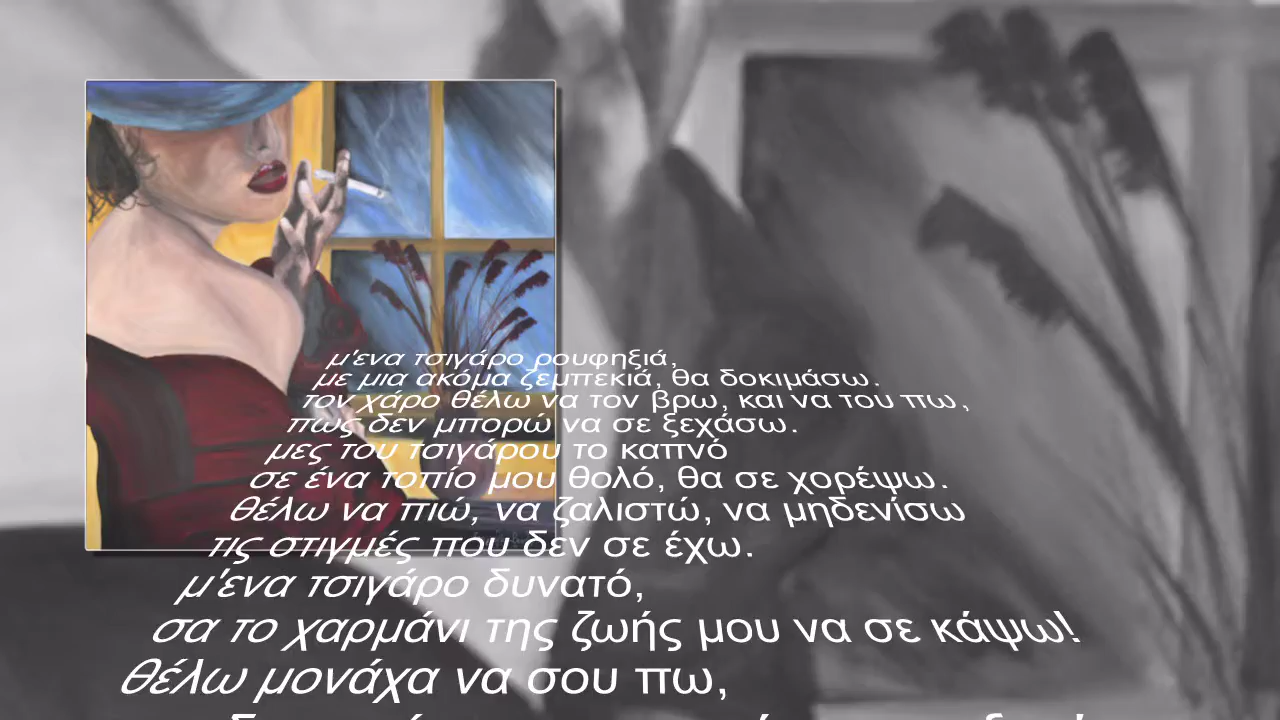 μ'ενα τσιγάρο ρουφηξιά,
με μια ακόμα ζεμπεκιά, θα δοκιμάσω.
τον χάρο θέλω να τον βρω, και να του πω,
πως δεν μπορώ να σε ξεχάσω.
μες του τσιγάρου το καπνό
σε ένα τοπίο μου θολό, θα σε χορέψω.
θέλω να πιώ, να ζαλιστώ, να μηδενίσω
τις στιγμές που δεν σε έχω.
μ'ενα τσιγάρο δυνατό,
σα το χαρμάνι της ζωής μου να σε κάψω!
θέλω μονάχα να σου πω,